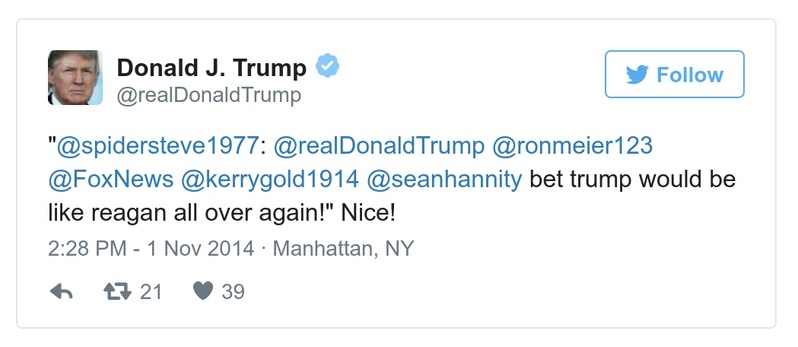 Donald J. Trump
@realDonaldTrump
Follow
"@spidersteve1977: @realDonaldTrump @ronmeier123
@FoxNews @kerrygold1914 @seanhannity bet trump would be
like reagan all over again!" Nice!
2:28 PM - 1 Nov 2014 · Manhattan, NY
21 39